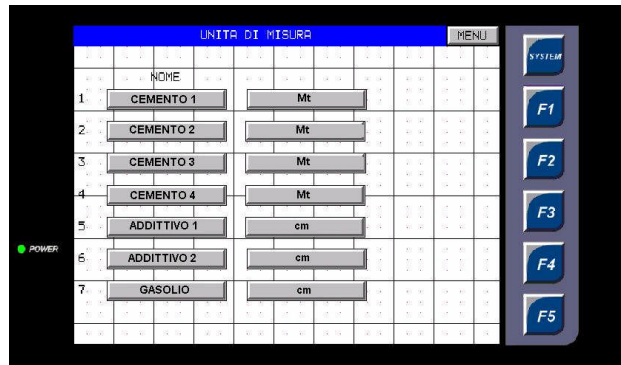 UNITA DI MISURA MENU
SYSTEM
NOME
1 CEMENTO 1 Mt
F1
2 CEMENTO 2 Mt
3 CEMENTO 3 Mt
F2
4 CEMENTO 4 Mt
F3
5 ADDITTIVO 1 cm
POWER
6 ADDITTIVO 2 cm
F4
7 GASOLIO cm
F5